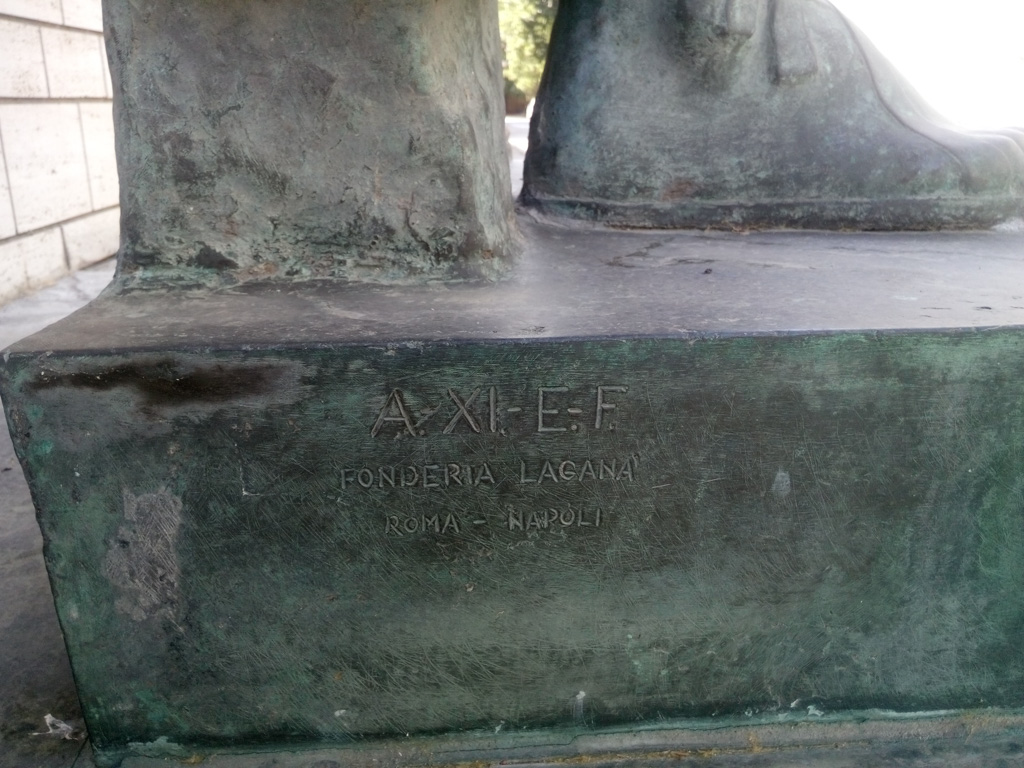 A.-XI.-E.-F.
FONDERIA LAGANA'
ROMA - NAPOLI